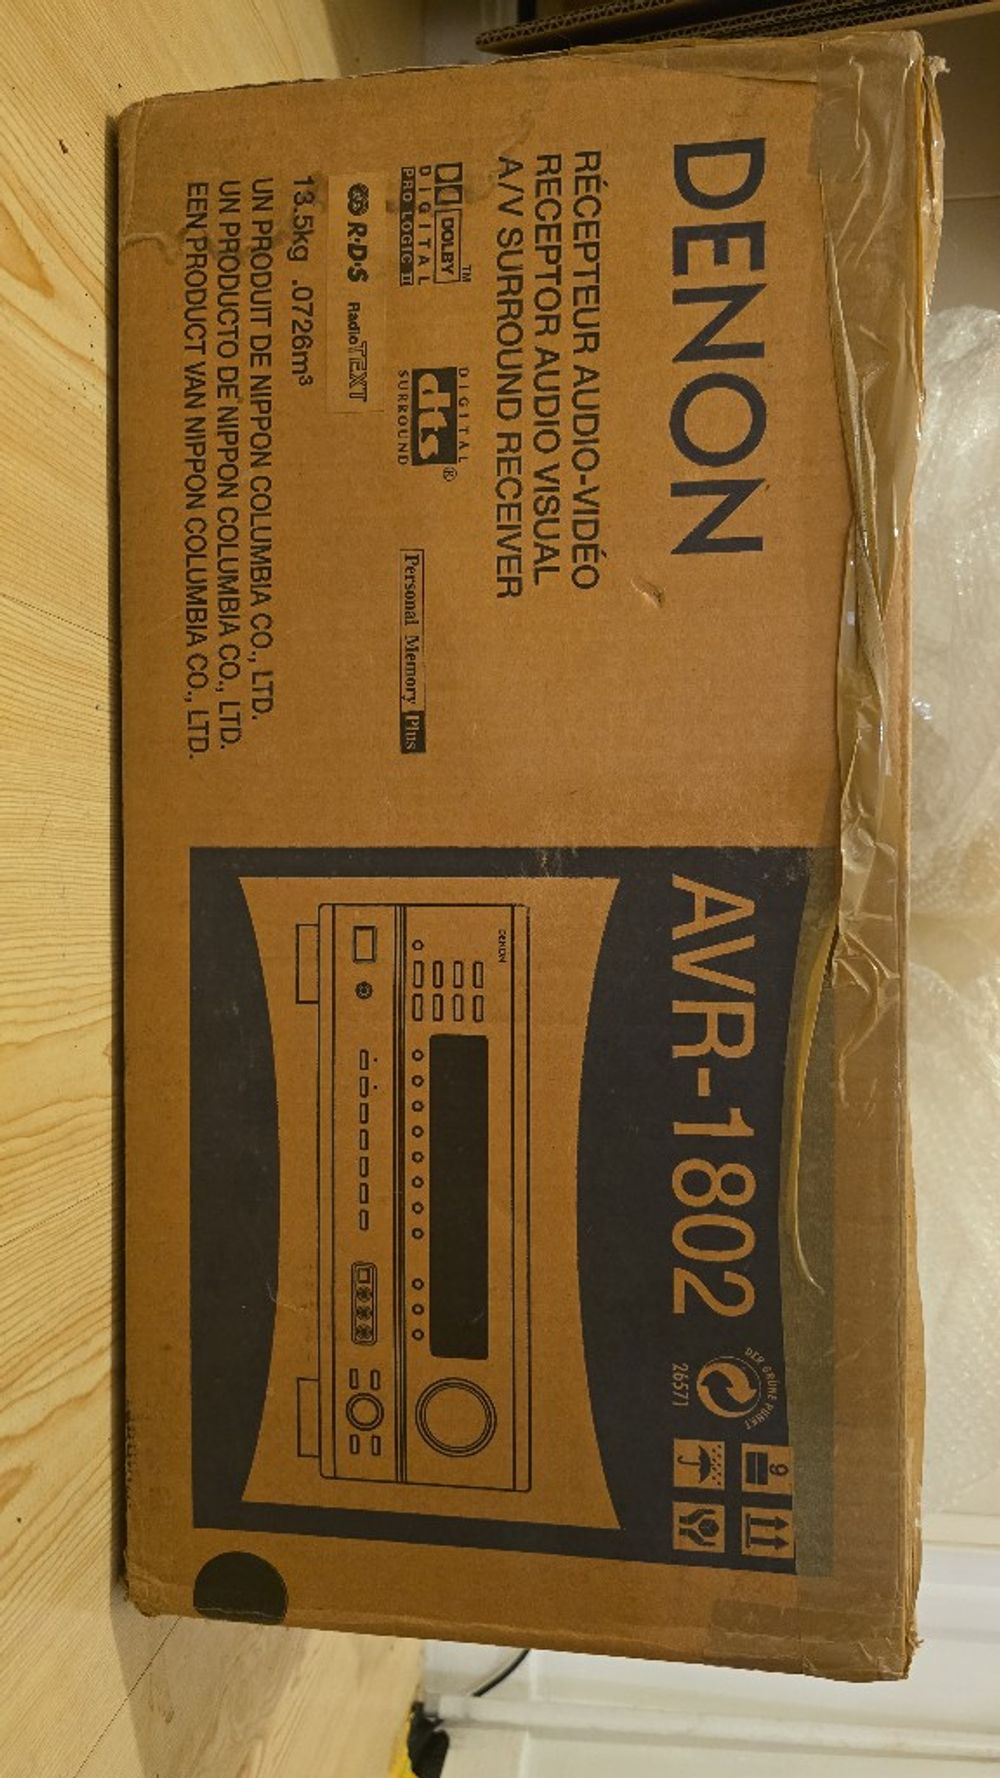 DENON
RÉCEPTEUR AUDIO-VIDÉO
RECEPTOR AUDIO VISUAL
A/V SURROUND RECEIVER
DOLBY™
DIGITAL
PRO LOGIC II
DIGITAL
dts®
SURROUND
Personal Memory Plus
R·D·S RadioTEXT
13.5kg .0726m³
UN PRODUIT DE NIPPON COLUMBIA CO., LTD.
UN PRODUCTO DE NIPPON COLUMBIA CO., LTD.
EEN PRODUCT VAN NIPPON COLUMBIA CO., LTD.
AVR-1802
DER GRÜNE PUNKT
26571
9
DENON